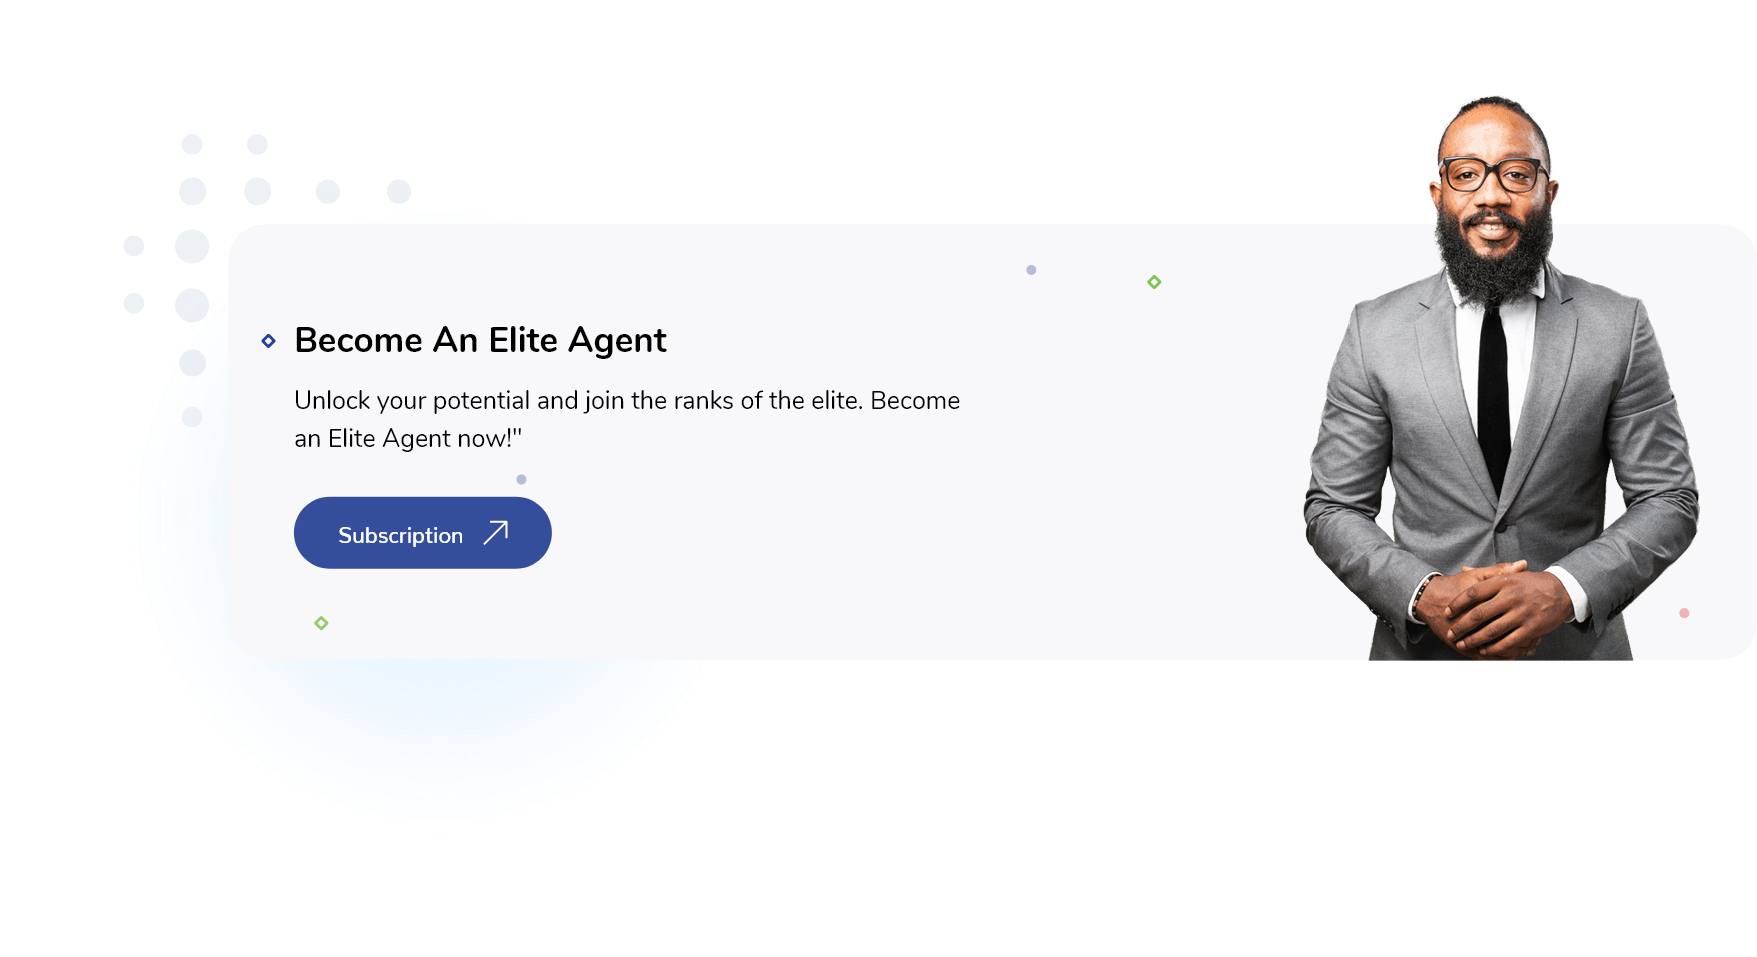 Become An Elite Agent
Unlock your potential and join the ranks of the elite. Become
an Elite Agent now!"
Subscription